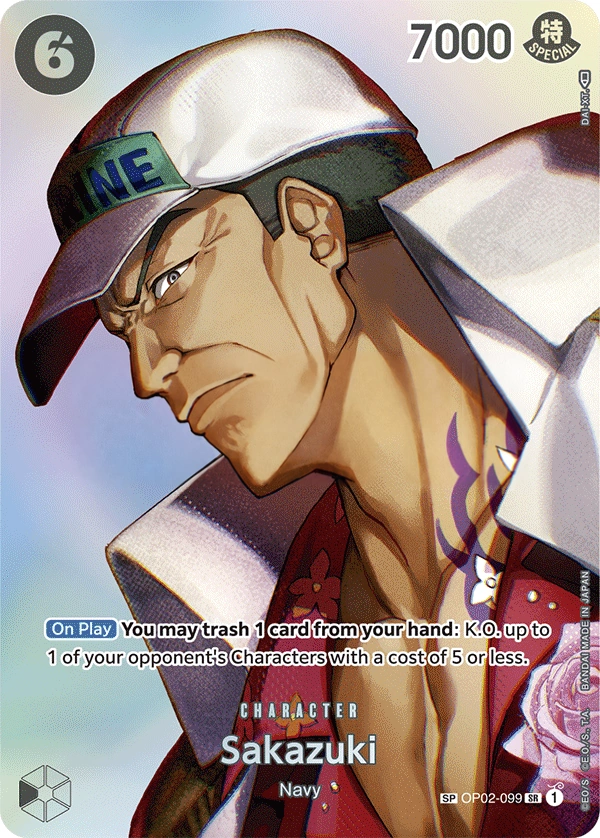 6
7000
特
SPECIAL
DAI-XT.
INE
On Play You may trash 1 card from your hand: K.O. up to
1 of your opponent's Characters with a cost of 5 or less.
CHARACTER
Sakazuki
Navy
SP OP02-099 SR 1
©E.O./S. ©E.O./S., T.A. BANDAI MADE IN JAPAN